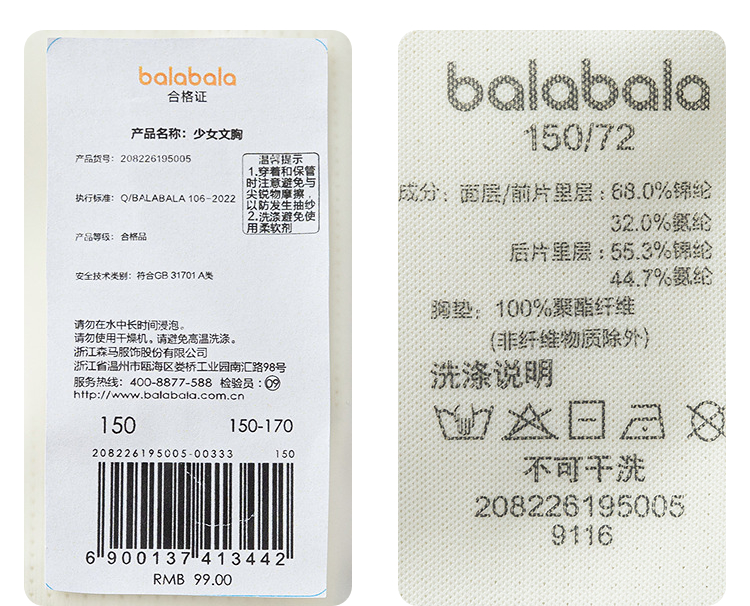 balabala
合格证
产品名称：少女文胸
产品货号：208226195005
执行标准：Q/BALABALA 106-2022
产品等级：合格品
安全技术类别：符合GB 31701 A类
温馨提示
1.穿着和保管
时注意避免与
尖锐物摩擦，
以防发生抽纱
2.洗涤避免使
用柔软剂
请勿在水中长时间浸泡。
请勿使用干燥机。请避免高温洗涤。
浙江森马服饰股份有限公司
浙江省温州市瓯海区娄桥工业园南汇路98号
服务热线：400-8877-588 检验员：09
http://www.balabala.com.cn
150 150-170
208226195005-00333 150
6 900137 413442
RMB 99.00
balabala
150/72
成分：面层/前片里层：68.0%锦纶
32.0%氨纶
后片里层：55.3%锦纶
44.7%氨纶
胸垫：100%聚酯纤维
(非纤维物质除外)
洗涤说明
不可干洗
208226195005
9116